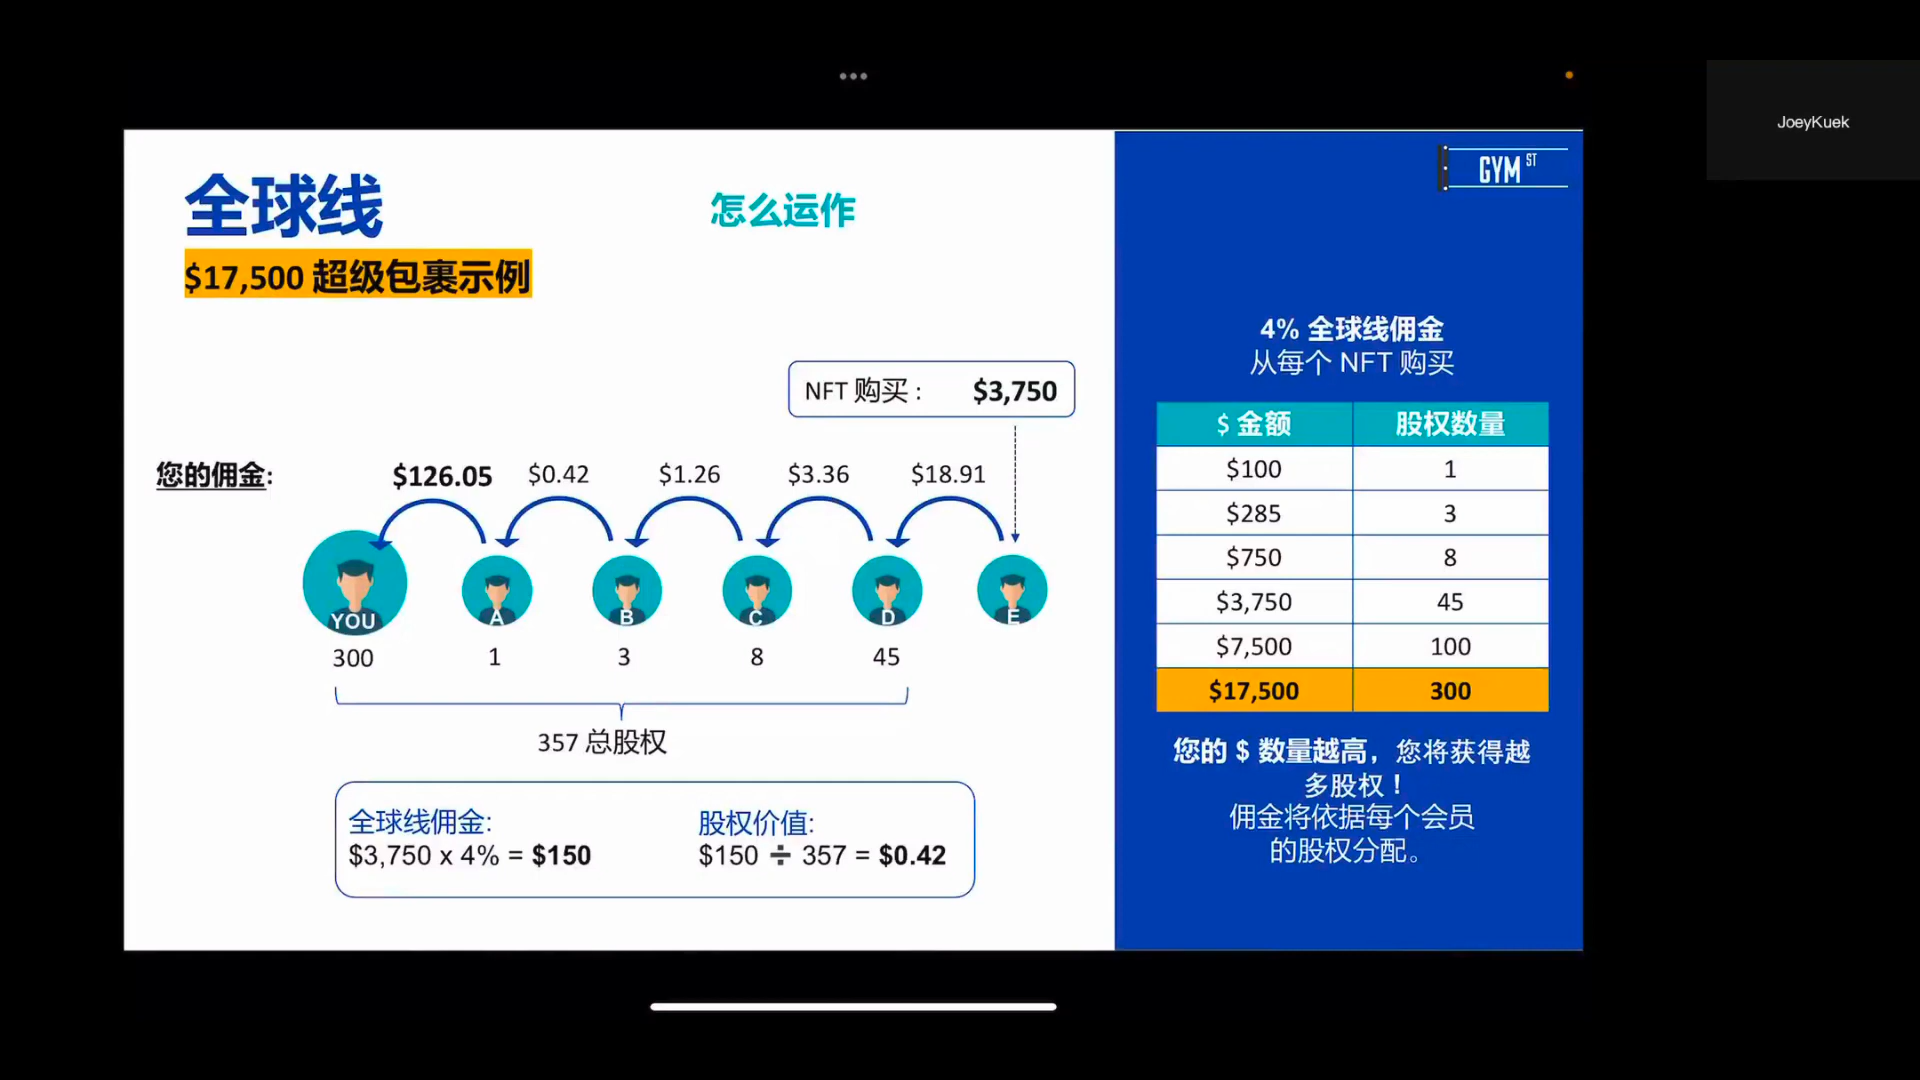 JoeyKuek
GYM ST
全球线
怎么运作
$17,500 超级包裹示例
NFT 购买 : $3,750
您的佣金:
$126.05 $0.42 $1.26 $3.36 $18.91
YOU A B C D E
300 1 3 8 45
357 总股权
全球线佣金: 股权价值:
$3,750 x 4% = $150 $150 ÷ 357 = $0.42
4% 全球线佣金
从每个 NFT 购买
$ 金额 股权数量
$100 1
$285 3
$750 8
$3,750 45
$7,500 100
$17,500 300
您的 $ 数量越高，您将获得越
多股权！
佣金将依据每个会员
的股权分配。